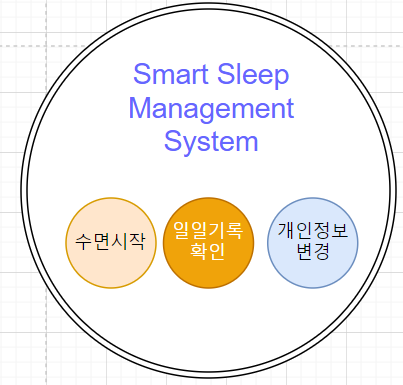 Smart Sleep
Management
System
수면시작
일일기록
확인
개인정보
변경